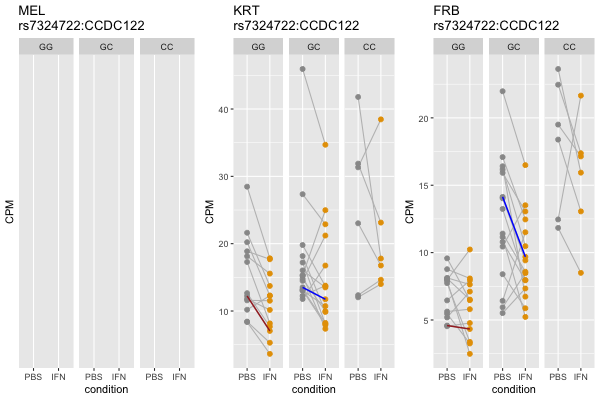 MEL
rs7324722:CCDC122
GG GC CC
CPM
PBS IFN PBS IFN PBS IFN
condition
KRT
rs7324722:CCDC122
GG GC CC
CPM
40
30
20
10
PBS IFN PBS IFN PBS IFN
condition
FRB
rs7324722:CCDC122
GG GC CC
CPM
20
15
10
5
PBS IFN PBS IFN PBS IFN
condition